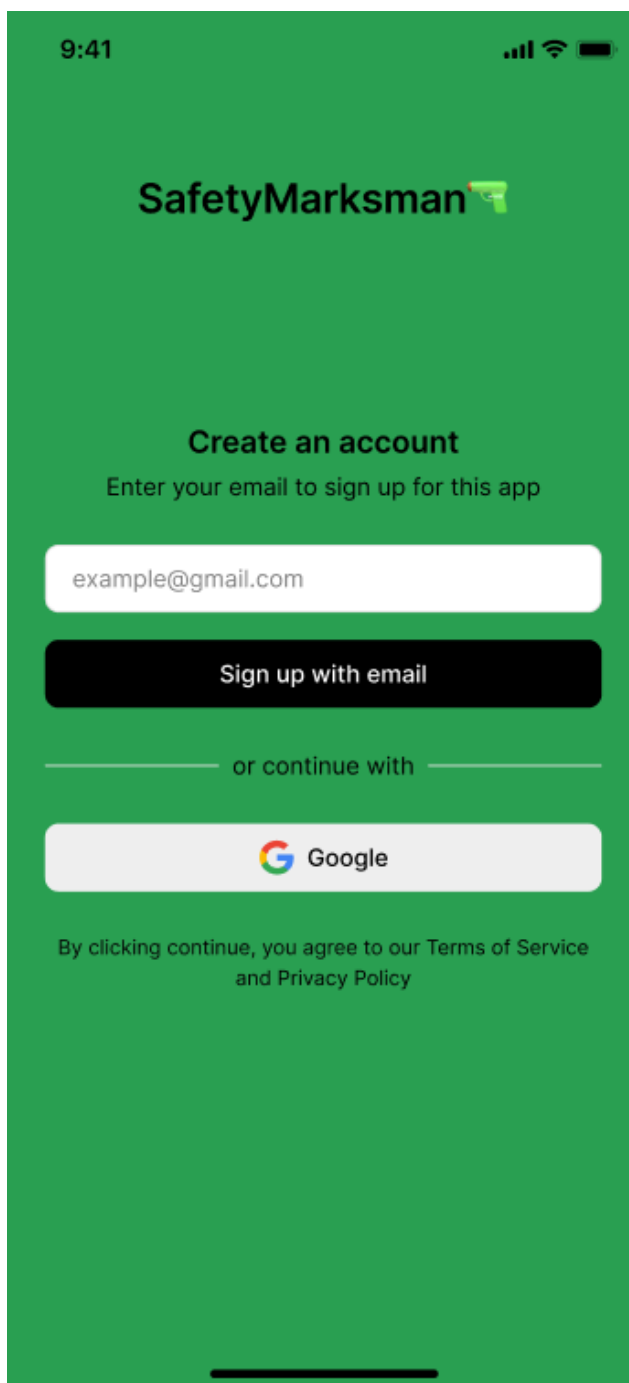 9:41
SafetyMarksman
Create an account
Enter your email to sign up for this app
example@gmail.com
Sign up with email
or continue with
Google
By clicking continue, you agree to our Terms of Service
and Privacy Policy